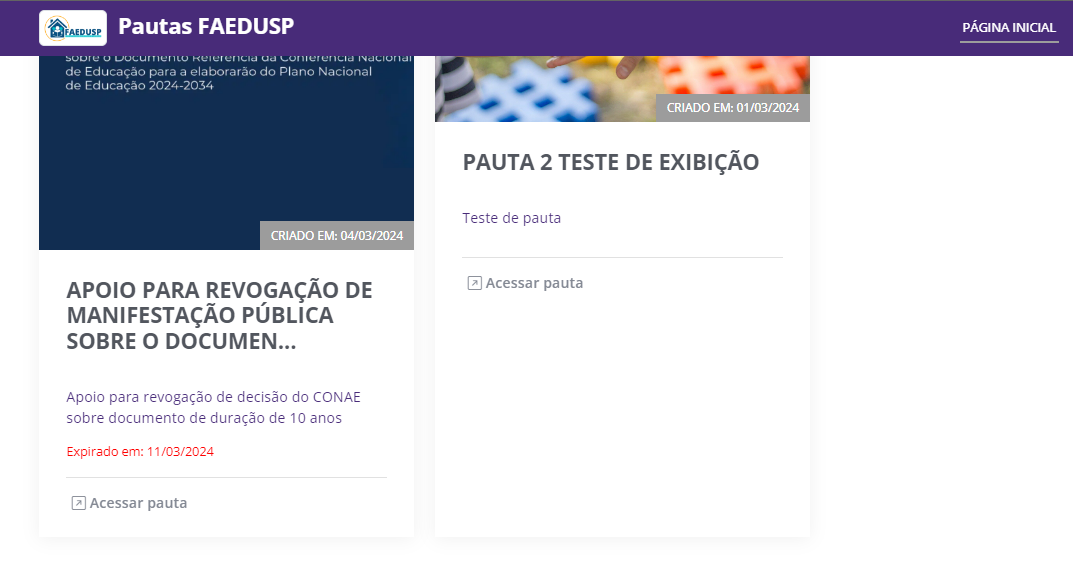 FAEDUSP
Pautas FAEDUSP
PÁGINA INICIAL
sobre o Documento Referência da Conferência Nacional
de Educação para a elaborarão do Plano Nacional
de Educação 2024-2034
CRIADO EM: 04/03/2024
APOIO PARA REVOGAÇÃO DE
MANIFESTAÇÃO PÚBLICA
SOBRE O DOCUMEN...
Apoio para revogação de decisão do CONAE
sobre documento de duração de 10 anos
Expirado em: 11/03/2024
Acessar pauta
CRIADO EM: 01/03/2024
PAUTA 2 TESTE DE EXIBIÇÃO
Teste de pauta
Acessar pauta